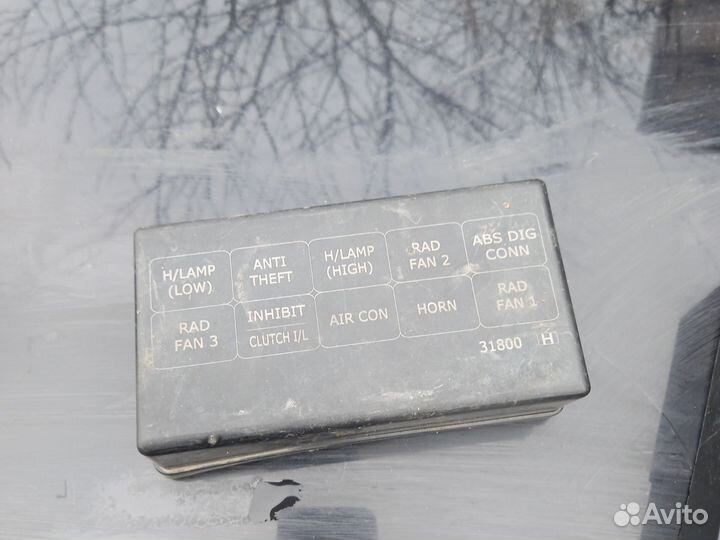 H/LAMP
(LOW)
ANTI
THEFT
H/LAMP
(HIGH)
RAD
FAN 2
ABS DIG
CONN
RAD
FAN 3
INHIBIT
CLUTCH I/L
AIR CON
HORN
RAD
FAN 1
31800 H
Avito